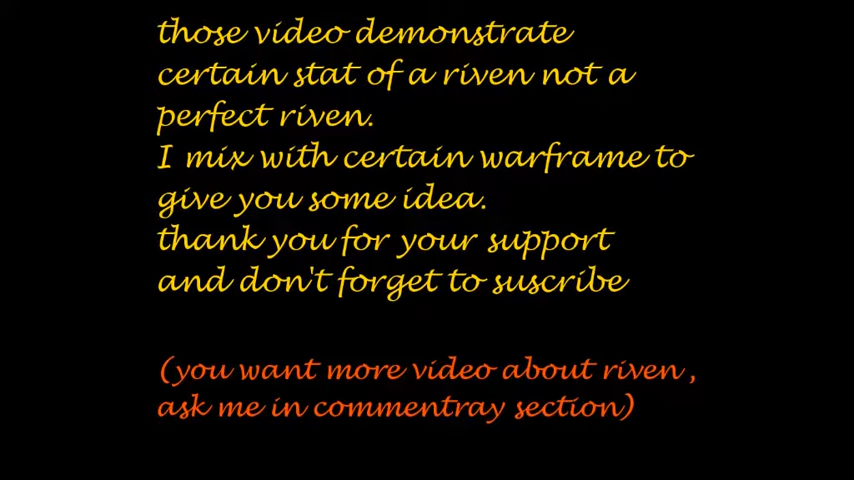 those video demonstrate
certain stat of a riven not a
perfect riven.
I mix with certain warframe to
give you some idea.
thank you for your support
and don't forget to suscribe
(you want more video about riven ,
ask me in commentray section)